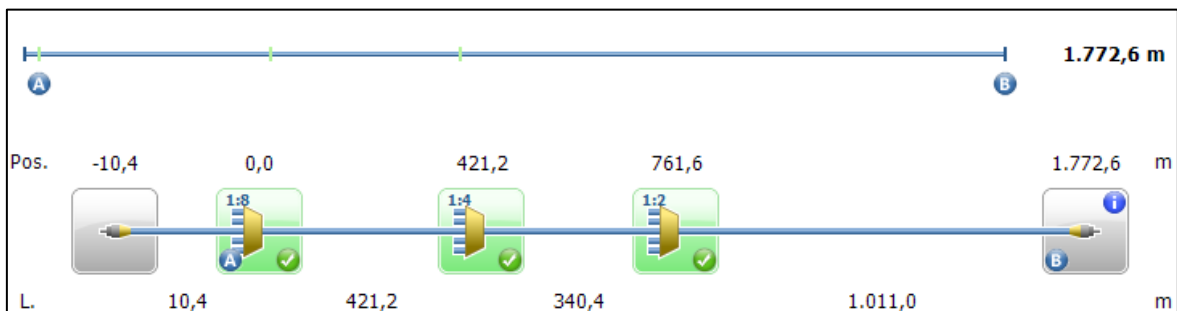 1.772,6 m
A B
Pos. -10,4 0,0 421,2 761,6 1.772,6 m
1:8 1:4 1:2 i
A B
L. 10,4 421,2 340,4 1.011,0 m